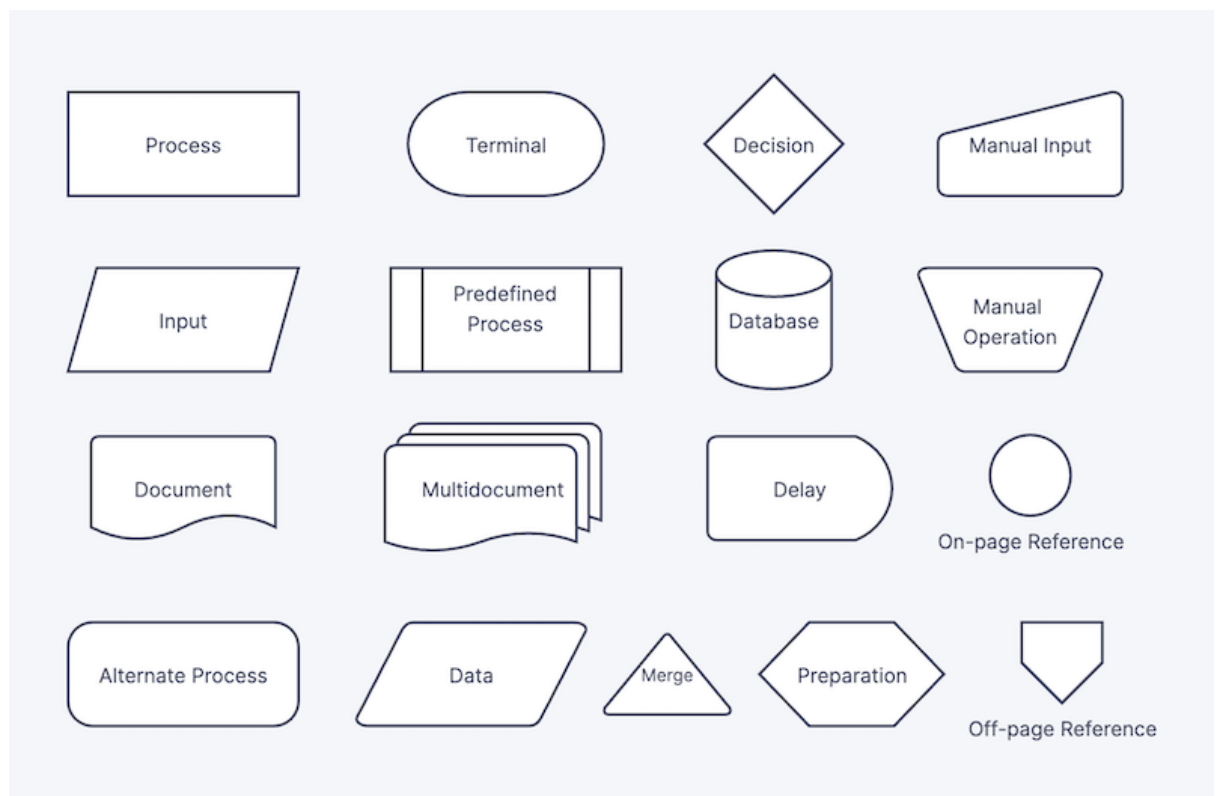 Process
Terminal
Decision
Manual Input
Input
Predefined
Process
Database
Manual
Operation
Document
Multidocument
Delay
On-page Reference
Alternate Process
Data
Merge
Preparation
Off-page Reference